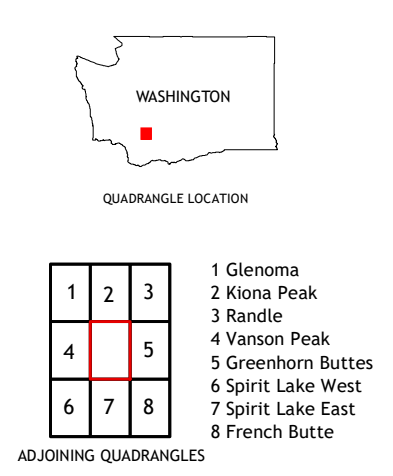 WASHINGTON
QUADRANGLE LOCATION
1 2 3
4 5
6 7 8
1 Glenoma
2 Kiona Peak
3 Randle
4 Vanson Peak
5 Greenhorn Buttes
6 Spirit Lake West
7 Spirit Lake East
8 French Butte
ADJOINING QUADRANGLES